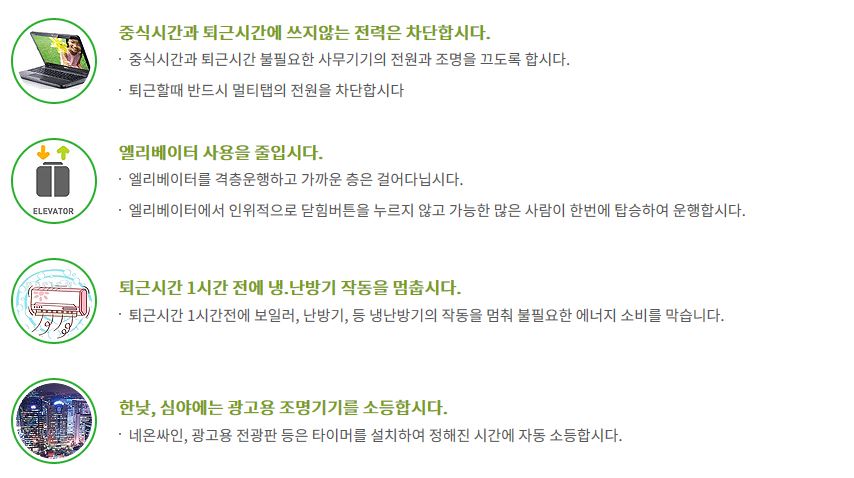 중식시간과 퇴근시간에 쓰지않는 전력은 차단합시다.
· 중식시간과 퇴근시간 불필요한 사무기기의 전원과 조명을 끄도록 합시다.
· 퇴근할때 반드시 멀티탭의 전원을 차단합시다
엘리베이터 사용을 줄입시다.
· 엘리베이터를 격층운행하고 가까운 층은 걸어다닙시다.
· 엘리베이터에서 인위적으로 닫힘버튼을 누르지 않고 가능한 많은 사람이 한번에 탑승하여 운행합시다.
ELEVATOR
퇴근시간 1시간 전에 냉.난방기 작동을 멈춥시다.
· 퇴근시간 1시간전에 보일러, 난방기, 등 냉난방기의 작동을 멈춰 불필요한 에너지 소비를 막습니다.
한낮, 심야에는 광고용 조명기기를 소등합시다.
· 네온싸인, 광고용 전광판 등은 타이머를 설치하여 정해진 시간에 자동 소등합시다.